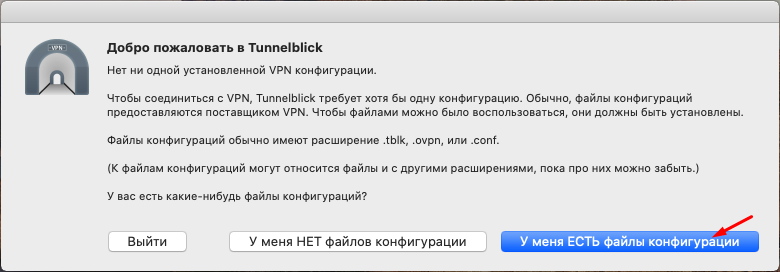 VPN
Добро пожаловать в Tunnelblick
Нет ни одной установленной VPN конфигурации.
Чтобы соединиться с VPN, Tunnelblick требует хотя бы одну конфигурацию. Обычно, файлы конфигураций
предоставляются поставщиком VPN. Чтобы файлами можно было воспользоваться, они должны быть установлены.
Файлы конфигураций обычно имеют расширение .tblk, .ovpn, или .conf.
(К файлам конфигураций могут относится файлы и с другими расширениями, пока про них можно забыть.)
У вас есть какие-нибудь файлы конфигураций?
Выйти
У меня НЕТ файлов конфигурации
У меня ЕСТЬ файлы конфигурации